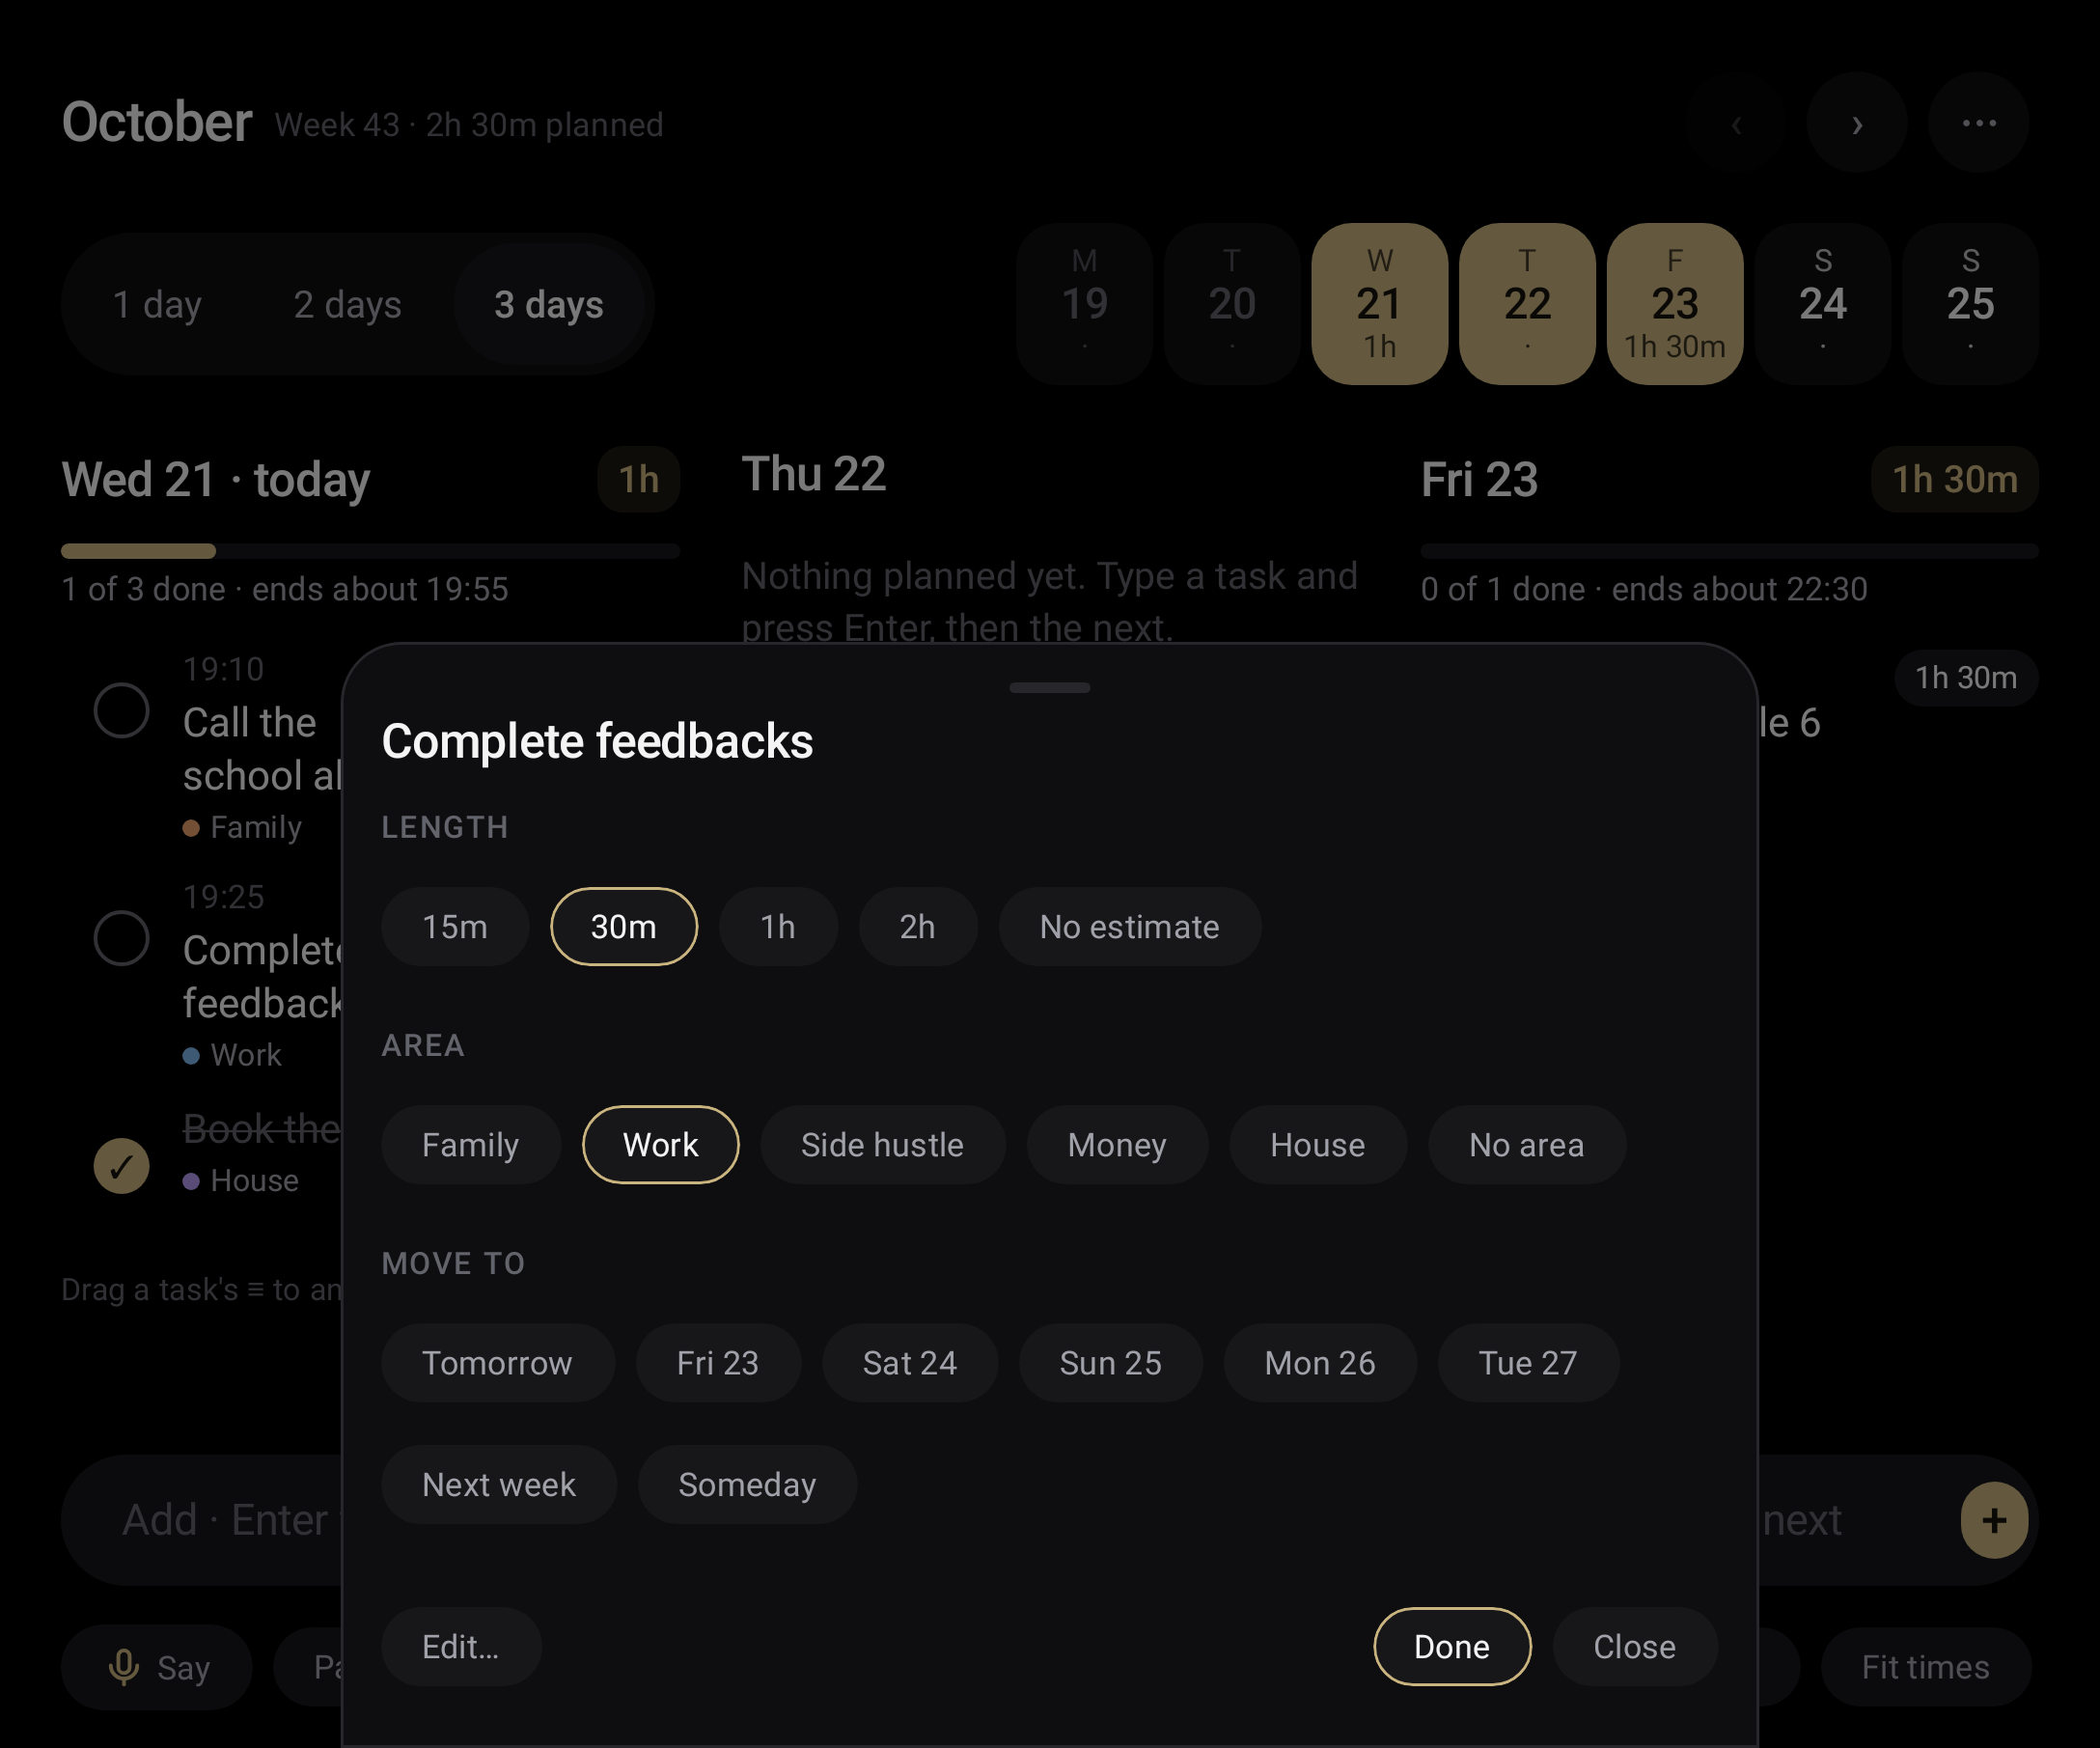 October Week 43 · 2h 30m planned
‹ › ···
1 day 2 days 3 days
M T W T F S S
19 20 21 22 23 24 25
· · 1h · 1h 30m · ·
Wed 21 · today 1h
1 of 3 done · ends about 19:55
19:10
Call the
school
Family
19:25
Complete
feedback
Work
✓ Book the
House
Drag a task's ≡ to
Thu 22
Nothing planned yet. Type a task and
press Enter, then the next.
Fri 23 1h 30m
0 of 1 done · ends about 22:30
1h 30m
6
Complete feedbacks
LENGTH
15m 30m 1h 2h No estimate
AREA
Family Work Side hustle Money House No area
MOVE TO
Tomorrow Fri 23 Sat 24 Sun 25 Mon 26 Tue 27
Next week Someday
Edit… Done Close
Add · Enter next +
Say Fit times